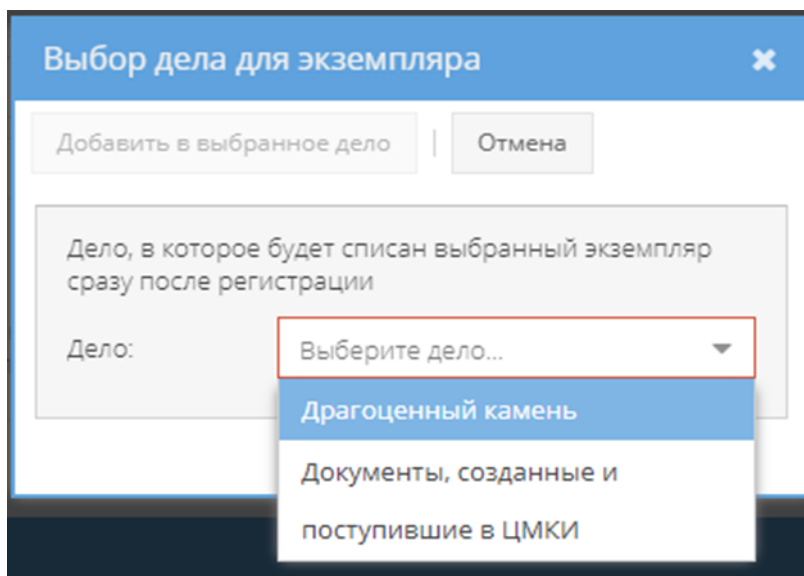 Выбор дела для экземпляра
Добавить в выбранное дело
Отмена
Дело, в которое будет списан выбранный экземпляр
сразу после регистрации
Дело:
Выберите дело...
Драгоценный камень
Документы, созданные и
поступившие в ЦМКИ